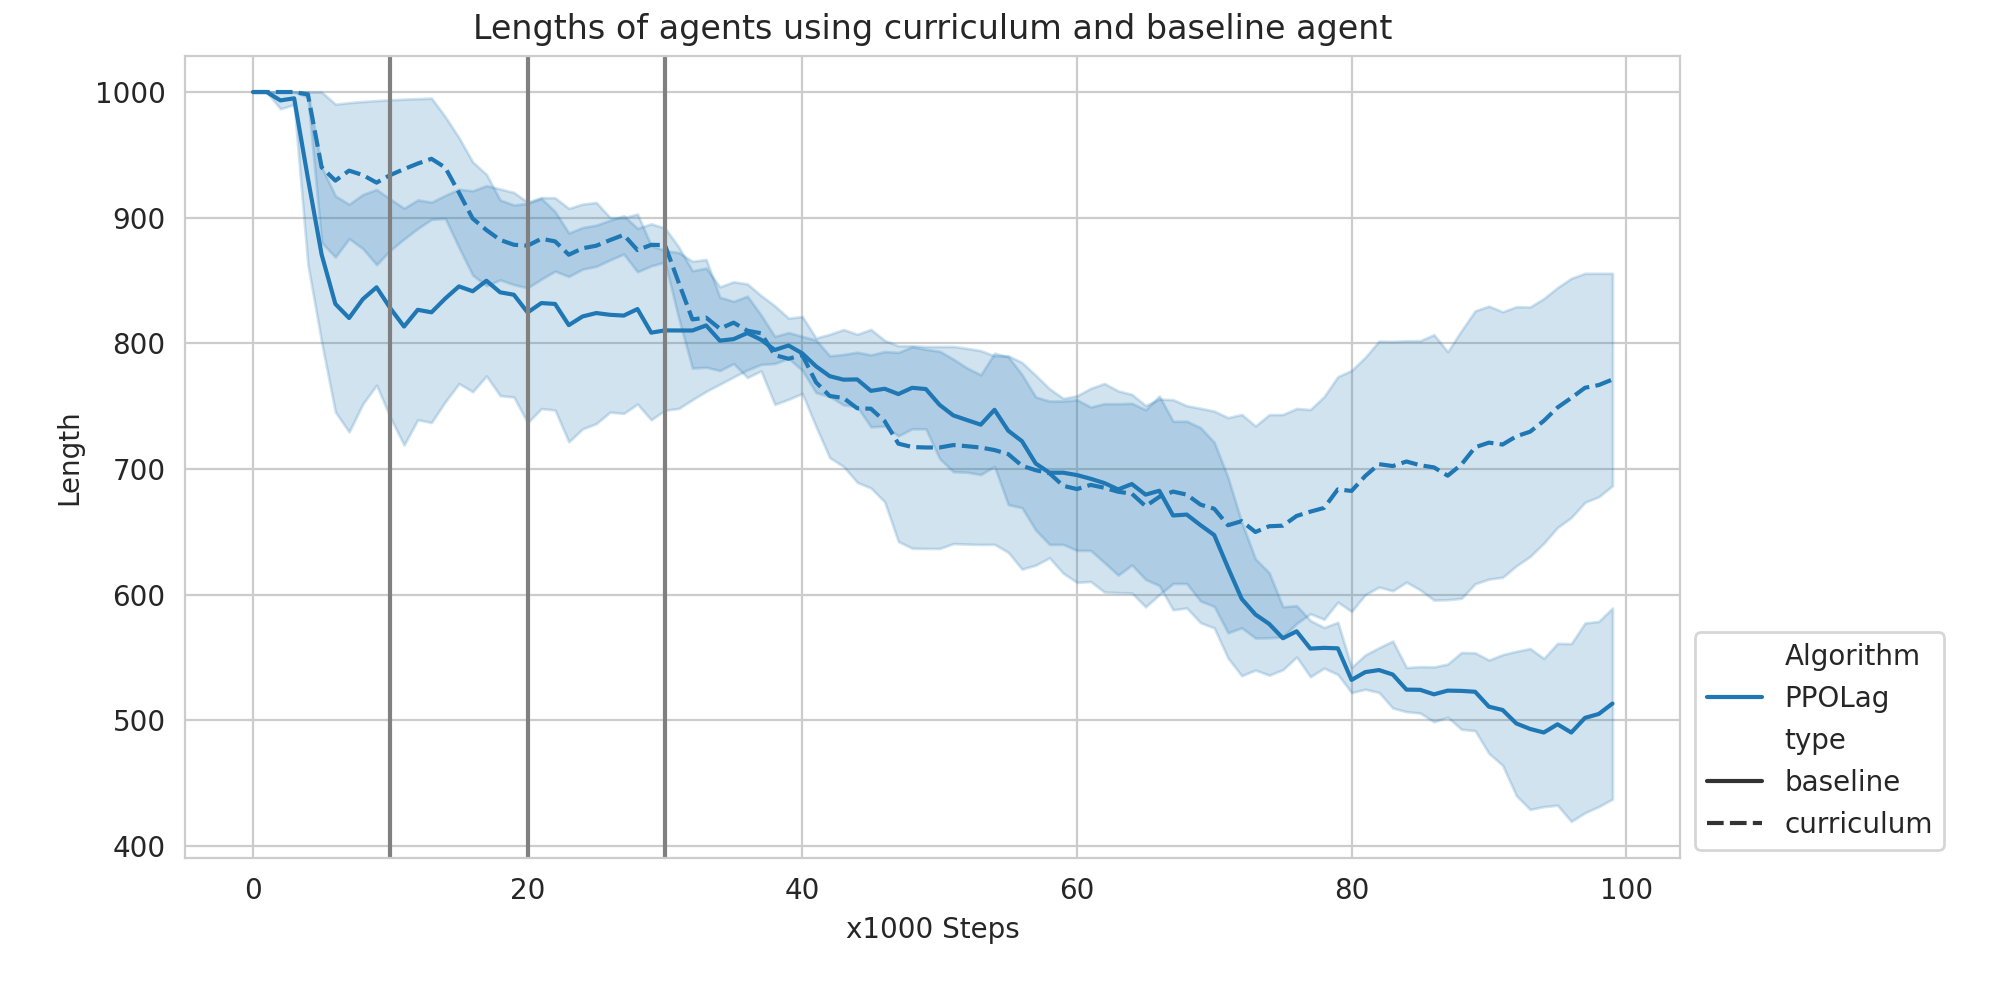 Lengths of agents using curriculum and baseline agent
1000
900
800
700
600
500
400
Length
0 20 40 60 80 100
x1000 Steps
Algorithm
PPOLag
type
baseline
curriculum